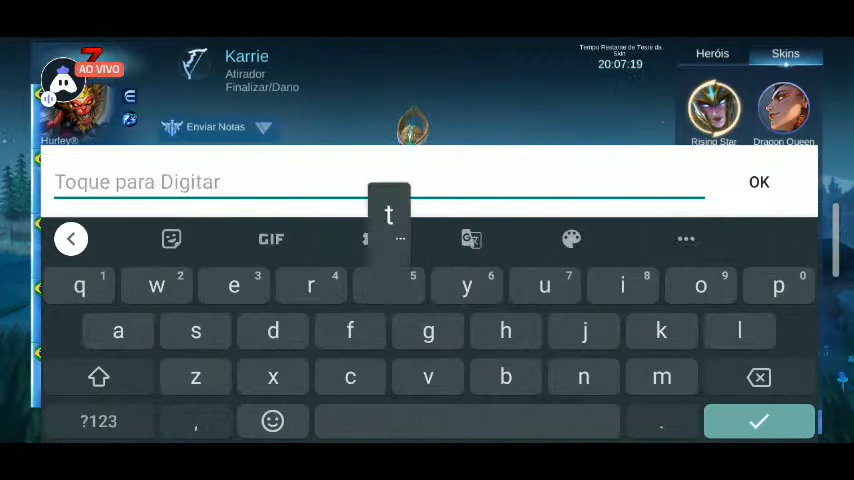 AO VIVO
Hurley®
Karrie
Atirador
Finalizar/Dano
Enviar Notas
Tempo Restante de Teste da
Skin
20:07:19
Heróis
Skins
Rising Star
Dragon Queen
Toque para Digitar
OK
t
GIF
q 1 w 2 e 3 r 4 5 y 6 u 7 i 8 o 9 p 0
a s d f g h j k l
z x c v b n m
?123 , .